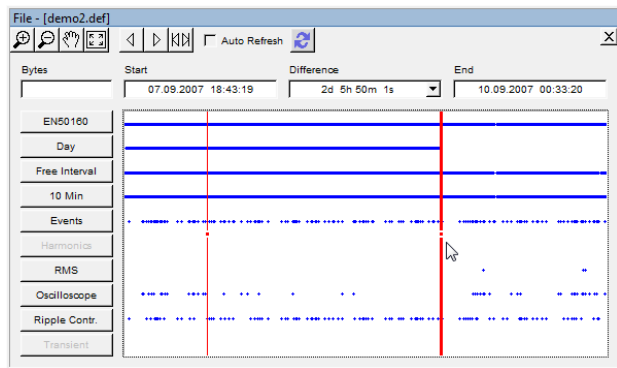 File - [demo2.def]
Auto Refresh
Bytes Start Difference End
07.09.2007 18:43:19 2d 5h 50m 1s 10.09.2007 00:33:20
EN50160
Day
Free Interval
10 Min
Events
Harmonics
RMS
Oscilloscope
Ripple Contr.
Transient